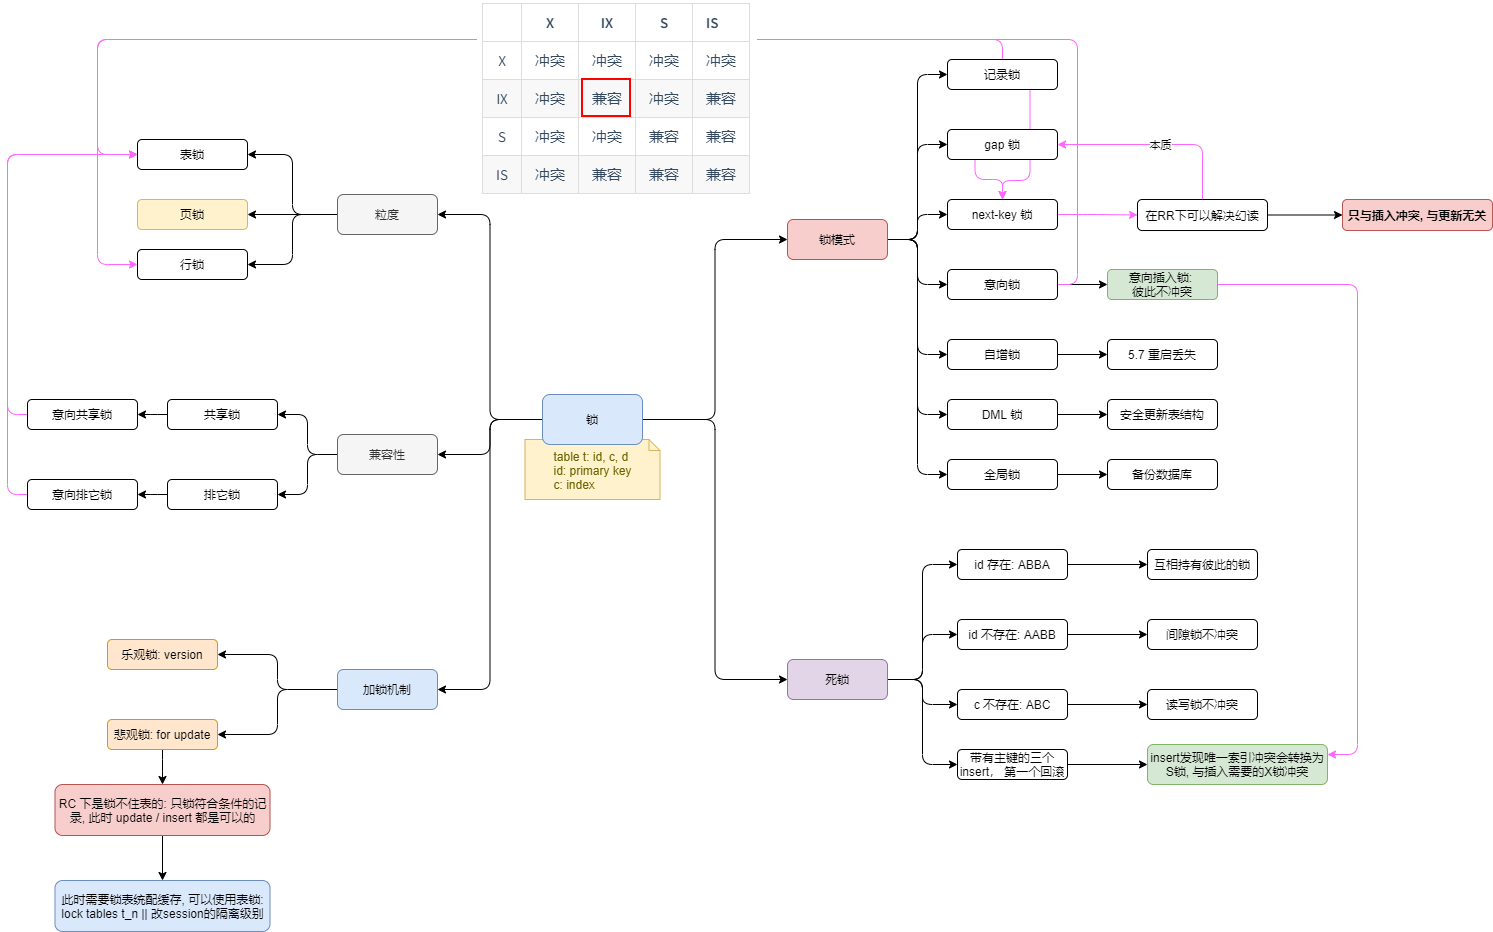 X IX S IS
X 冲突 冲突 冲突 冲突
IX 冲突 兼容 冲突 兼容
S 冲突 冲突 兼容 兼容
IS 冲突 兼容 兼容 兼容
表锁
页锁
行锁
粒度
意向共享锁
共享锁
意向排它锁
排它锁
兼容性
锁
table t: id, c, d
id: primary key
c: index
乐观锁: version
悲观锁: for update
加锁机制
RC 下是锁不住表的: 只锁符合条件的记
录, 此时 update / insert 都是可以的
此时需要锁表统配缓存, 可以使用表锁:
lock tables t_n || 改session的隔离级别
锁模式
记录锁
gap 锁
本质
next-key 锁
在RR下可以解决幻读
只与插入冲突, 与更新无关
意向锁
意向插入锁:
彼此不冲突
自增锁
5.7 重启丢失
DML 锁
安全更新表结构
全局锁
备份数据库
死锁
id 存在: ABBA
互相持有彼此的锁
id 不存在: AABB
间隙锁不冲突
c 不存在: ABC
读写锁不冲突
带有主键的三个
insert， 第一个回滚
insert发现唯一索引冲突会转换为
S锁, 与插入需要的X锁冲突